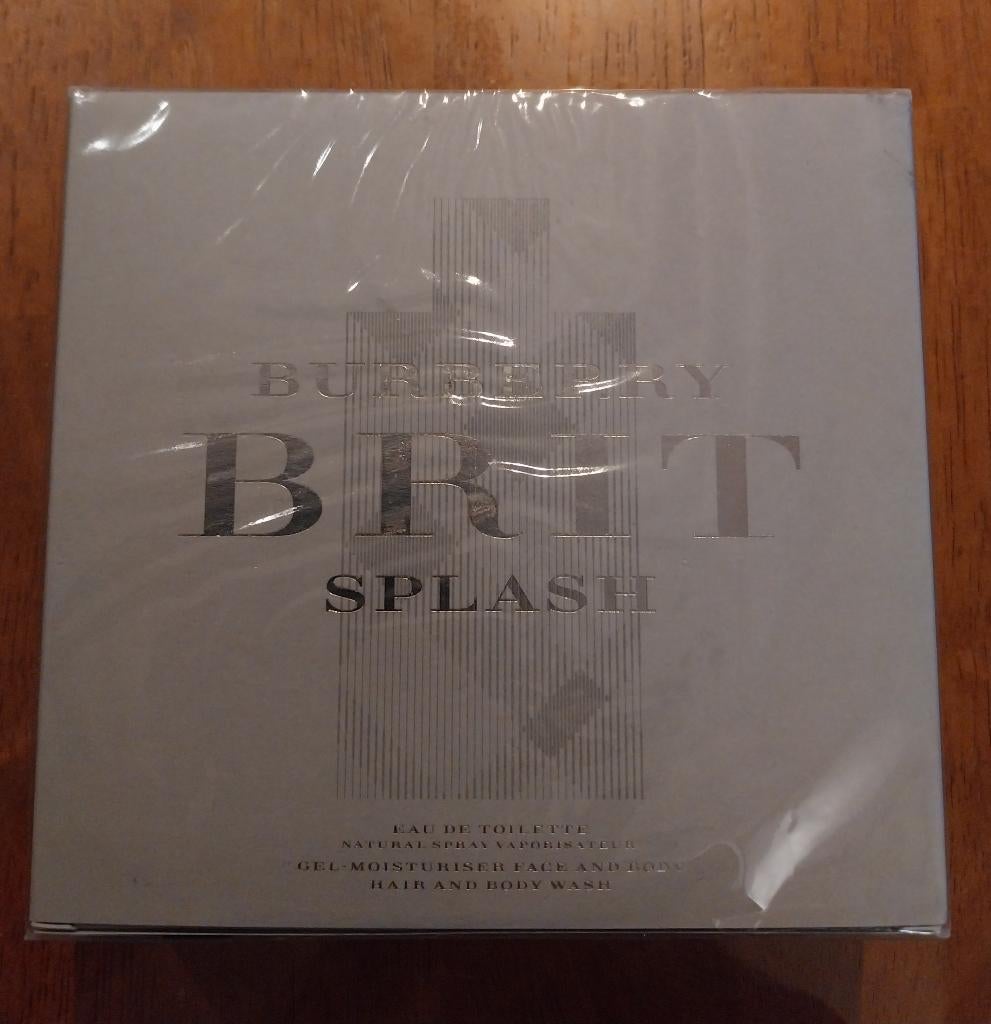 BURBERRY
BRIT
SPLASH
EAU DE TOILETTE
NATURAL SPRAY VAPORISATEUR
GEL-MOISTURISER FACE AND BODY
HAIR AND BODY WASH